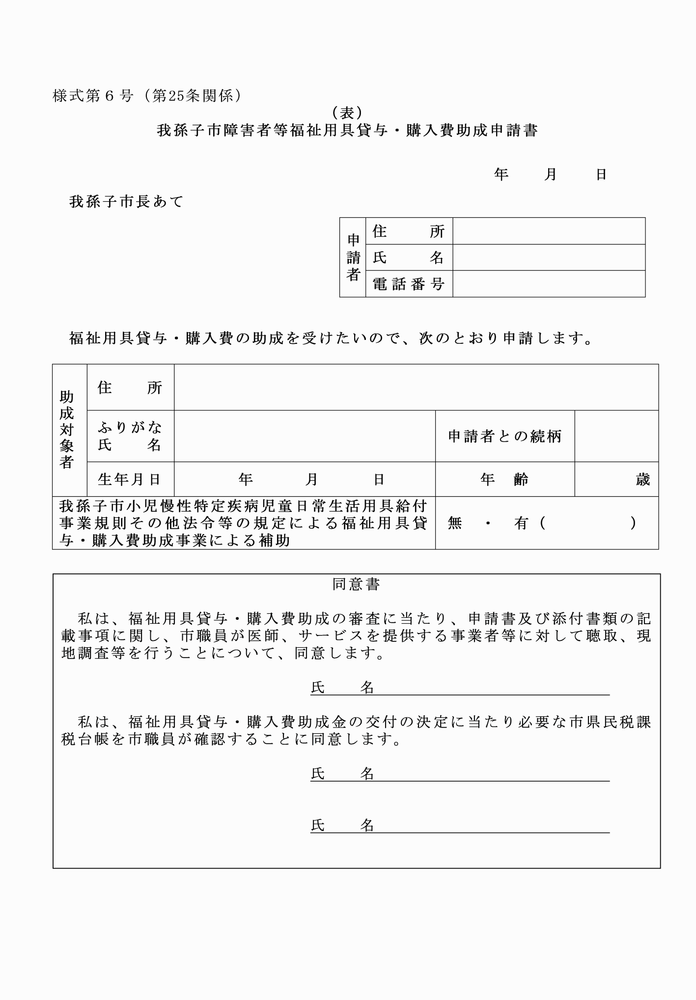 様式第６号（第25条関係）
（表）
我孫子市障害者等福祉用具貸与・購入費助成申請書
年　　月　　日
我孫子市長あて
申請者
住　　所
氏　　名
電話番号
福祉用具貸与・購入費の助成を受けたいので、次のとおり申請します。
助成対象者
住　　所
ふりがな
氏　　名
申請者との続柄
生年月日
年　　　月　　　日
年　齢
歳
我孫子市小児慢性特定疾病児童日常生活用具給付
事業規則その他法令等の規定による福祉用具貸
与・購入費助成事業による補助
無　・　有（　　　　　）
同意書
私は、福祉用具貸与・購入費助成の審査に当たり、申請書及び添付書類の記
載事項に関し、市職員が医師、サービスを提供する事業者等に対して聴取、現
地調査等を行うことについて、同意します。
氏　　名
私は、福祉用具貸与・購入費助成金の交付の決定に当たり必要な市県民税課
税台帳を市職員が確認することに同意します。
氏　　名
氏　　名